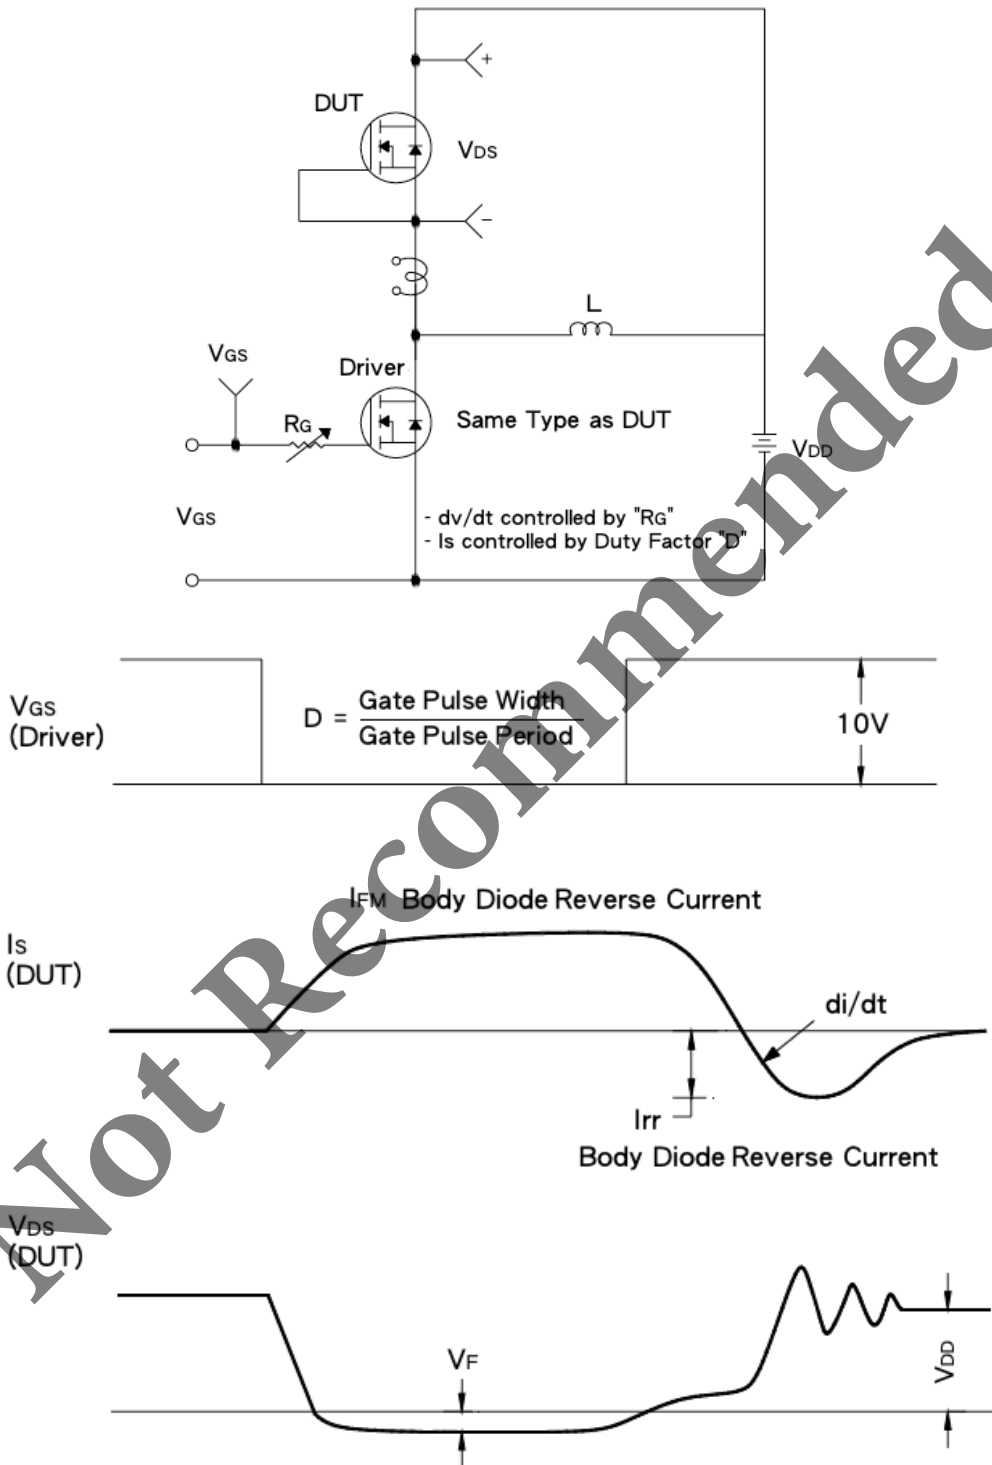 +
DUT
VDS
−
L
VGS
Driver
RG
Same Type as DUT
VDD
VGS
- dv/dt controlled by "RG"
- Is controlled by Duty Factor "D"
VGS
(Driver)
D = Gate Pulse Width
Gate Pulse Period
10V
IFM Body Diode Reverse Current
IS
(DUT)
di/dt
Irr
Body Diode Reverse Current
VDS
(DUT)
VF
VDD
Not Recommended